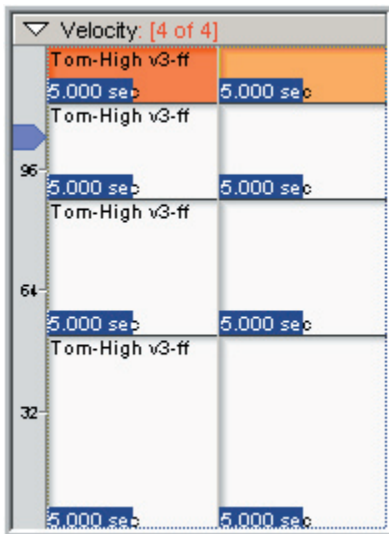 Velocity: [4 of 4]
Tom-High v3-ff
5.000 sec 5.000 sec
Tom-High v3-ff
96
5.000 sec 5.000 sec
Tom-High v3-ff
64
5.000 sec 5.000 sec
Tom-High v3-ff
32
5.000 sec 5.000 sec